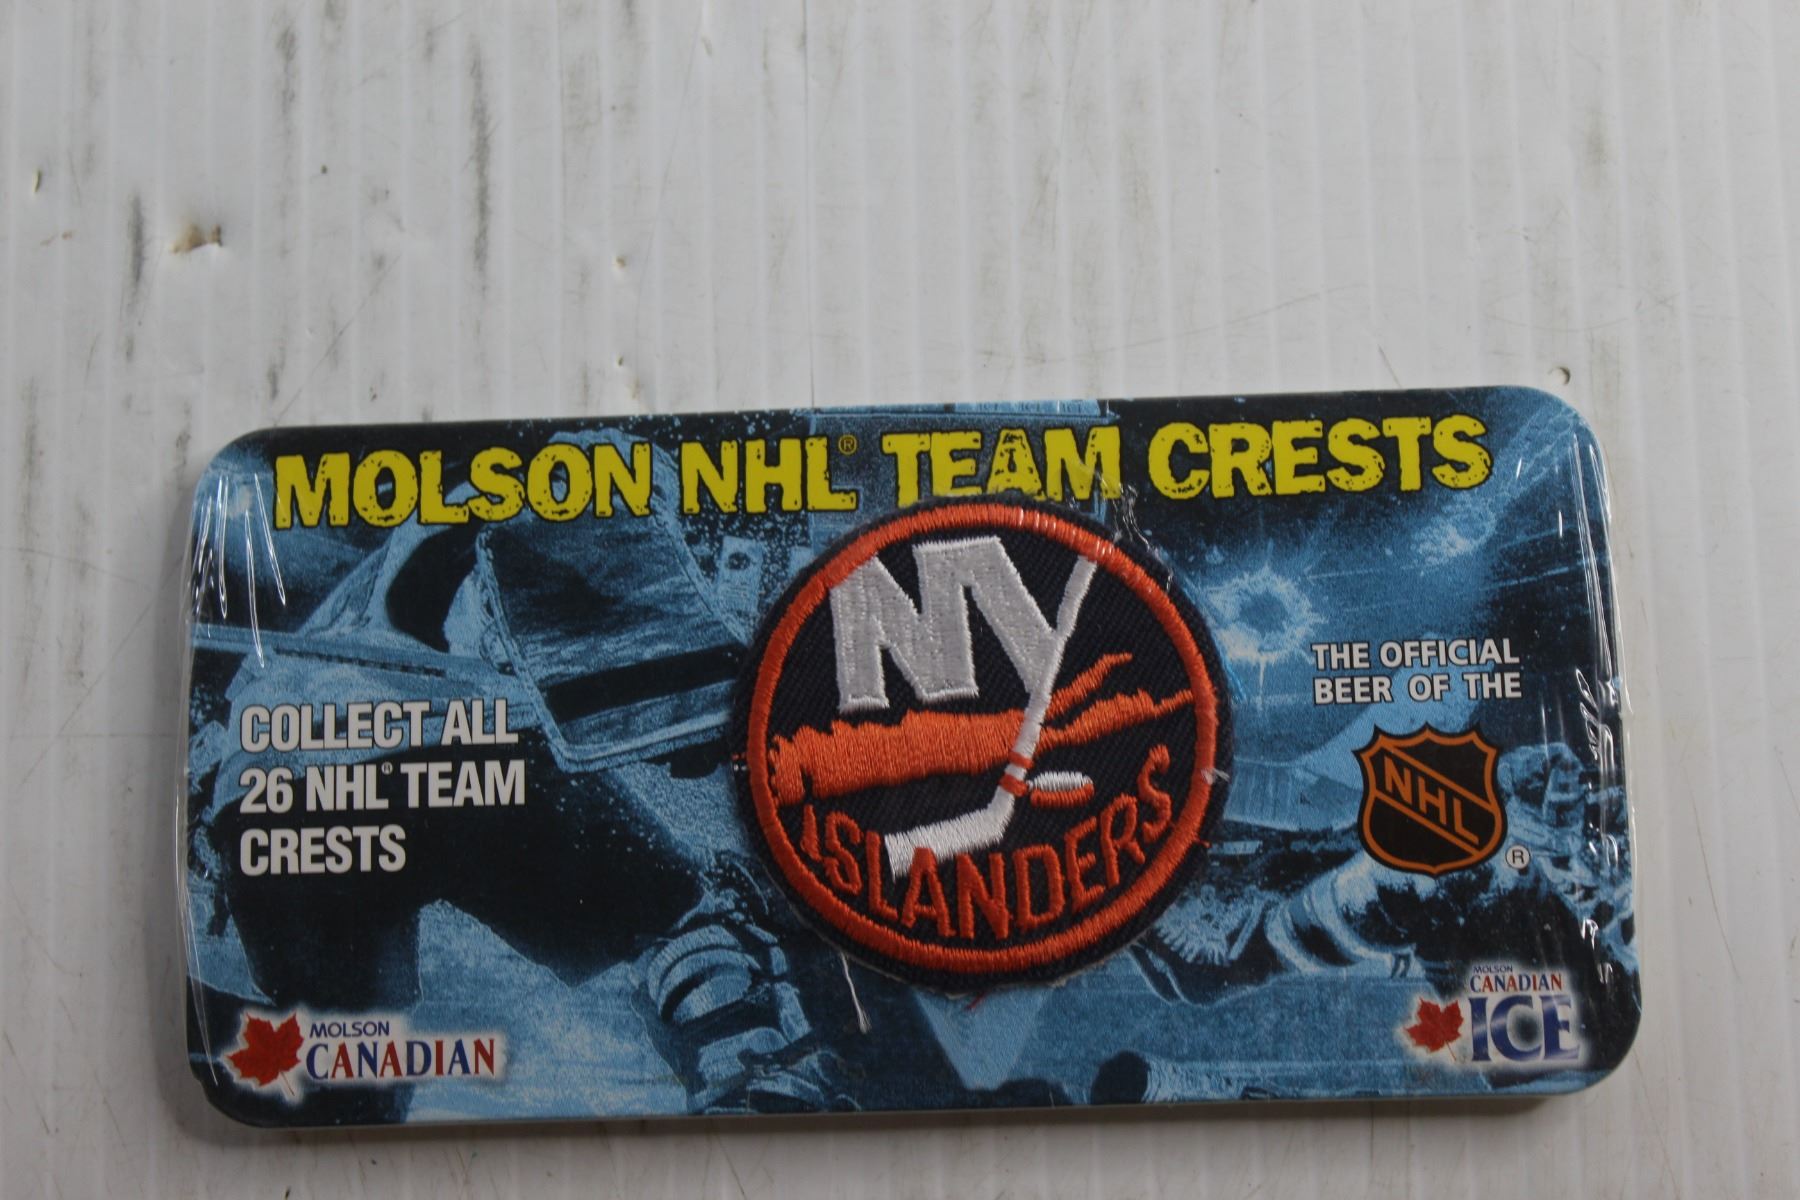 MOLSON NHL® TEAM CRESTS
COLLECT ALL
26 NHL® TEAM
CRESTS
NY
ISLANDERS
THE OFFICIAL
BEER OF THE
NHL
®
MOLSON
CANADIAN
MOLSON
CANADIAN
ICE